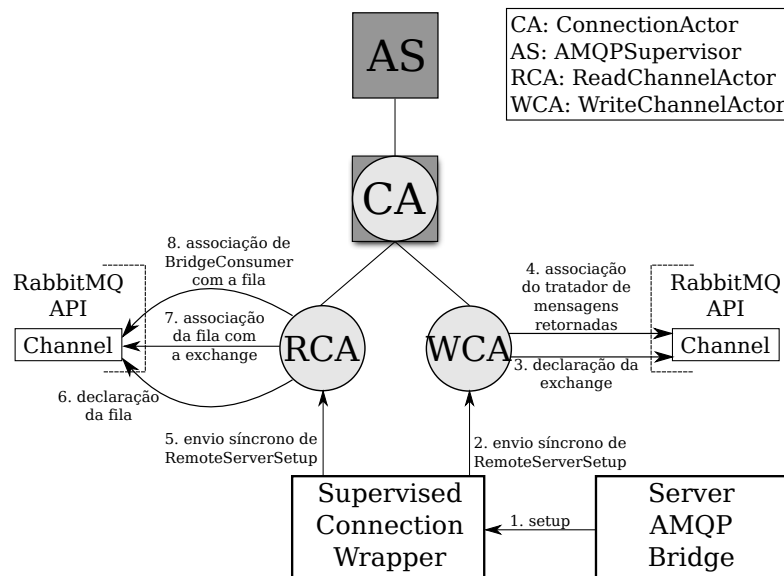 AS
CA: ConnectionActor
AS: AMQPSupervisor
RCA: ReadChannelActor
WCA: WriteChannelActor
CA
8. associação de
BridgeConsumer
com a fila
RabbitMQ
API
Channel
7. associação
da fila com
a exchange
6. declaração
da fila
RCA
WCA
4. associação
do tratador de
mensagens
retornadas
3. declaração da
exchange
RabbitMQ
API
Channel
5. envio síncrono de
RemoteServerSetup
2. envio síncrono de
RemoteServerSetup
Supervised
Connection
Wrapper
1. setup
Server
AMQP
Bridge